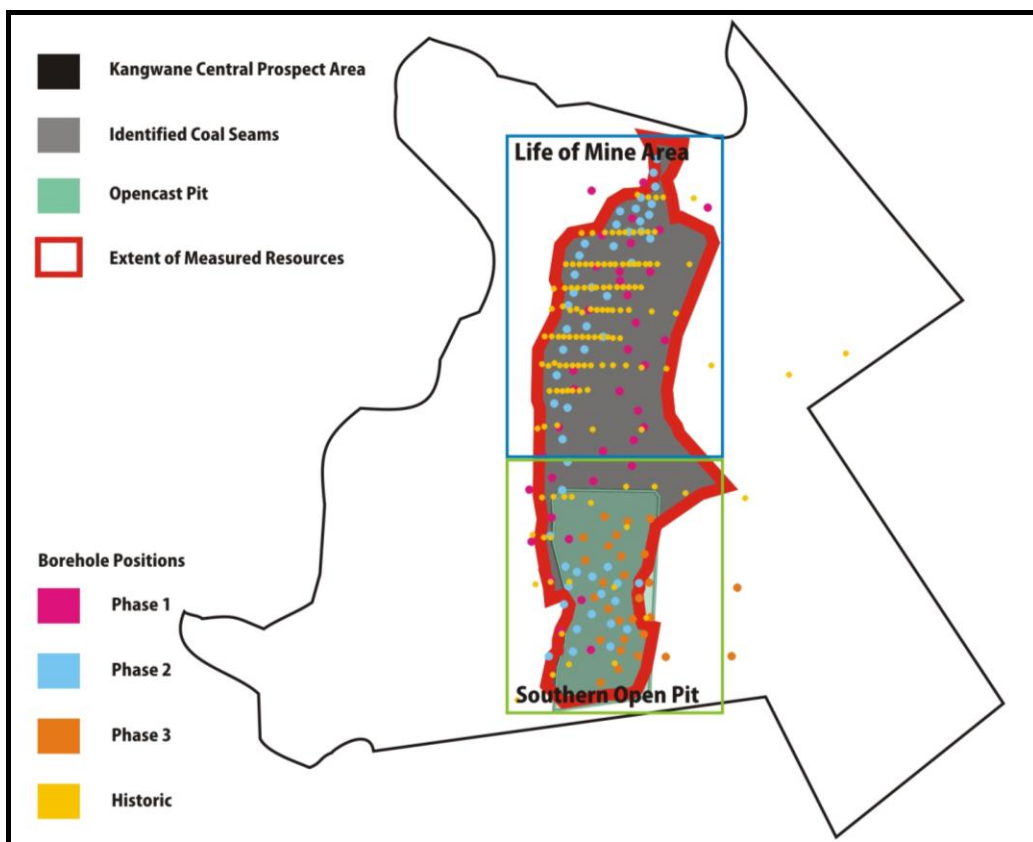 Kangwane Central Prospect Area
Identified Coal Seams
Opencast Pit
Extent of Measured Resources
Life of Mine Area
Southern Open Pit
Borehole Positions
Phase 1
Phase 2
Phase 3
Historic